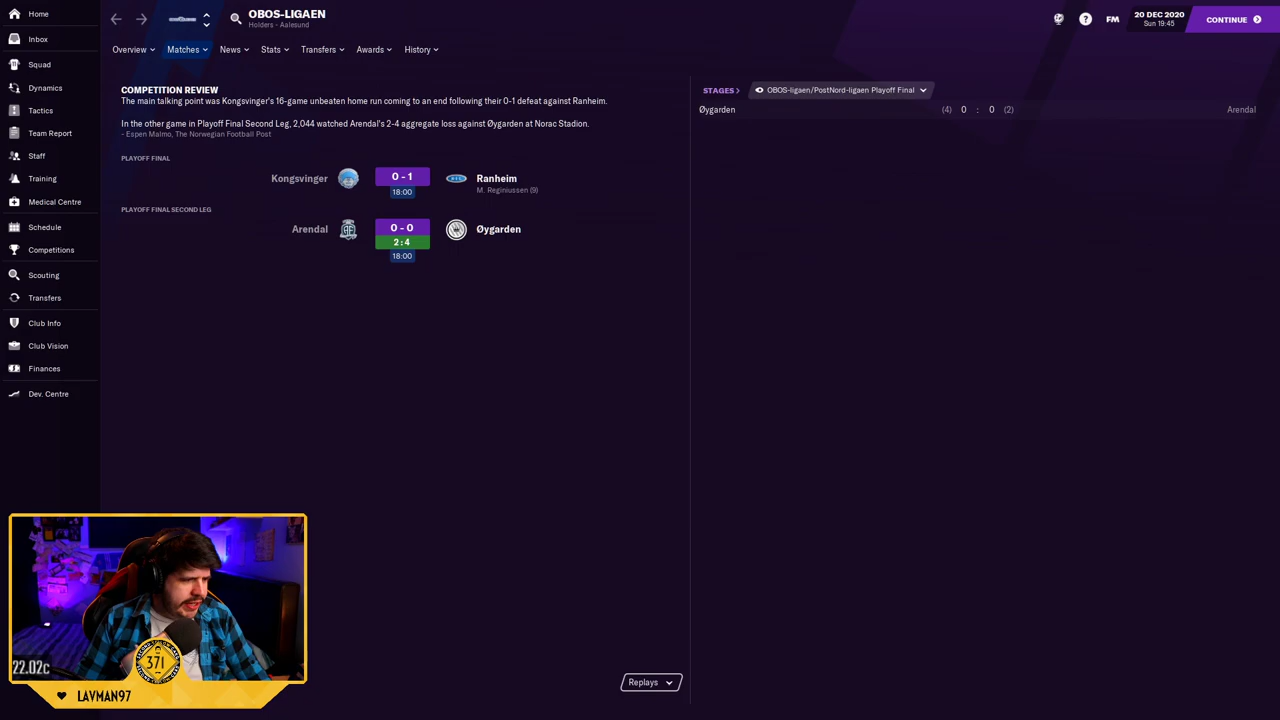 Home
OBOS-LIGAEN
Holders - Aalesund
FM
20 DEC 2020
Sun 19:45
CONTINUE
Inbox
Overview
Matches
News
Stats
Transfers
Awards
History
Squad
Dynamics
Tactics
Team Report
Staff
Training
Medical Centre
Schedule
Competitions
Scouting
Transfers
Club Info
Club Vision
Finances
Dev. Centre
COMPETITION REVIEW
The main talking point was Kongsvinger's 16-game unbeaten home run coming to an end following their 0-1 defeat against Ranheim.
In the other game in Playoff Final Second Leg, 2,044 watched Arendal's 2-4 aggregate loss against Øygarden at Norac Stadion.
- Espen Malmo, The Norwegian Football Post
PLAYOFF FINAL
Kongsvinger 0 - 1 Ranheim
18:00 M. Reginiussen (9)
PLAYOFF FINAL SECOND LEG
Arendal 0 - 0 Øygarden
2 : 4
18:00
STAGES > OBOS-ligaen/PostNord-ligaen Playoff Final
Øygarden (4) 0 : 0 (2) Arendal
Replays
22.02c
371
LAVMAN97